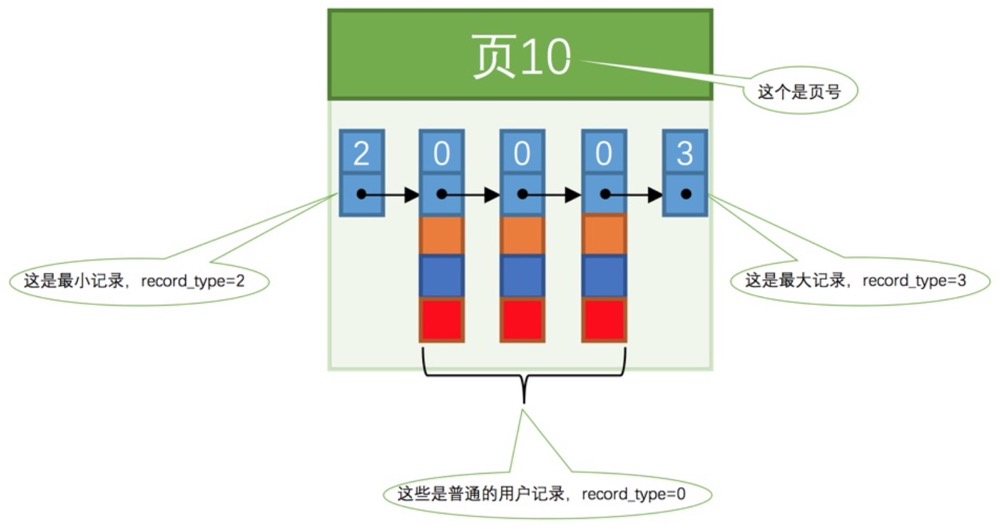 页10
这个是页号
2 0 0 0 3
这是最小记录，record_type=2
这是最大记录，record_type=3
这些是普通的用户记录，record_type=0